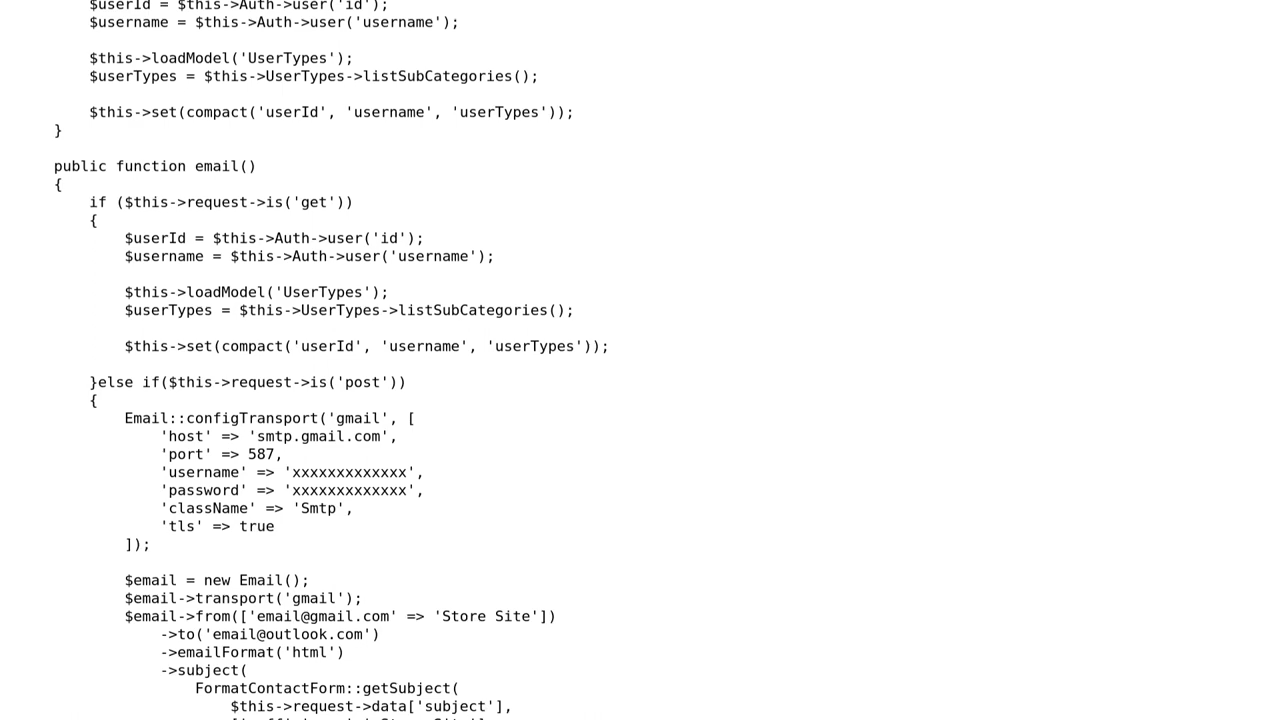 $userId = $this->Auth->user('id');
$username = $this->Auth->user('username');
$this->loadModel('UserTypes');
$userTypes = $this->UserTypes->listSubCategories();
$this->set(compact('userId', 'username', 'userTypes'));
}
public function email()
{
if ($this->request->is('get'))
{
$userId = $this->Auth->user('id');
$username = $this->Auth->user('username');
$this->loadModel('UserTypes');
$userTypes = $this->UserTypes->listSubCategories();
$this->set(compact('userId', 'username', 'userTypes'));
}else if($this->request->is('post'))
{
Email::configTransport('gmail', [
'host' => 'smtp.gmail.com',
'port' => 587,
'username' => 'xxxxxxxxxxxxx',
'password' => 'xxxxxxxxxxxxx',
'className' => 'Smtp',
'tls' => true
]);
$email = new Email();
$email->transport('gmail');
$email->from(['email@gmail.com' => 'Store Site'])
->to('email@outlook.com')
->emailFormat('html')
->subject(
FormatContactForm::getSubject(
$this->request->data['subject'],